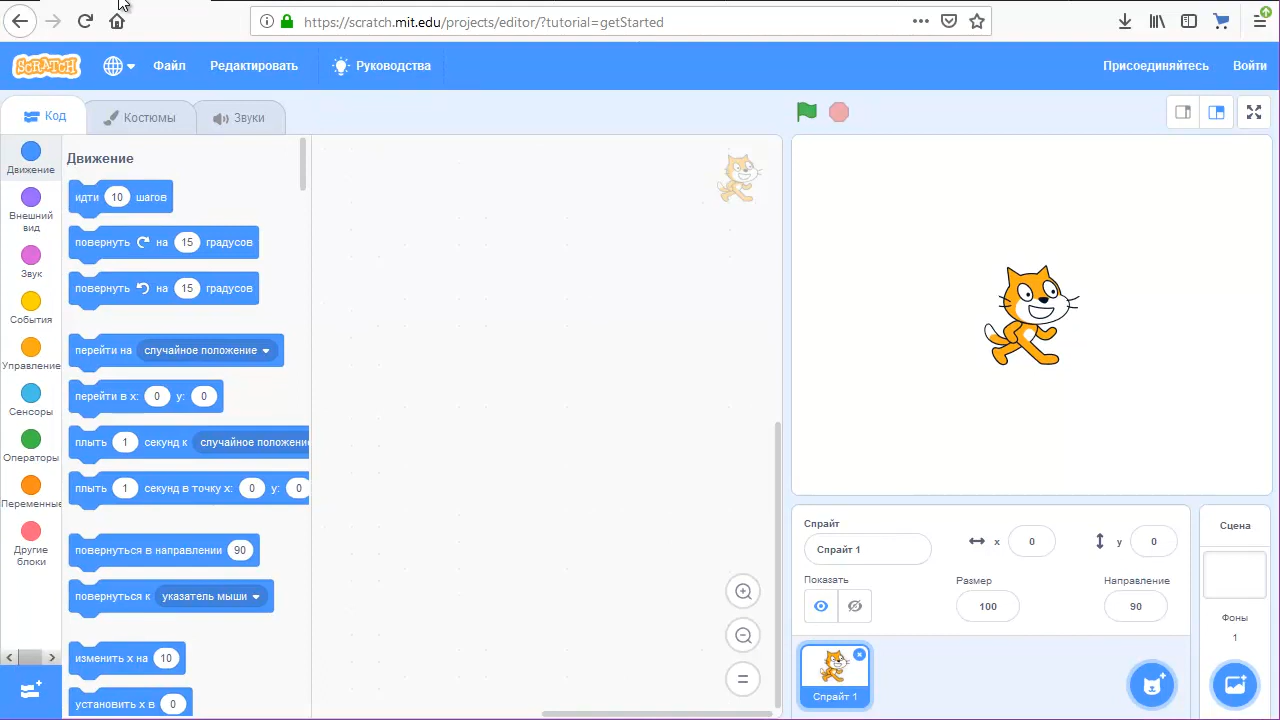 https://scratch.mit.edu/projects/editor/?tutorial=getStarted
SCRATCH Файл Редактировать Руководства Присоединяйтесь Войти
Код Костюмы Звуки
Движение
Внешний
вид
Звук
События
Управление
Сенсоры
Операторы
Переменные
Другие
блоки
Движение
идти 10 шагов
повернуть на 15 градусов
повернуть на 15 градусов
перейти на случайное положение
перейти в x: 0 y: 0
плыть 1 секунд к случайное положение
плыть 1 секунд в точку x: 0 y: 0
повернуться в направлении 90
повернуться к указатель мыши
изменить x на 10
установить x в 0
Спрайт
Спрайт 1
x 0 y 0
Показать Размер Направление
100 90
Спрайт 1
Сцена
Фоны
1